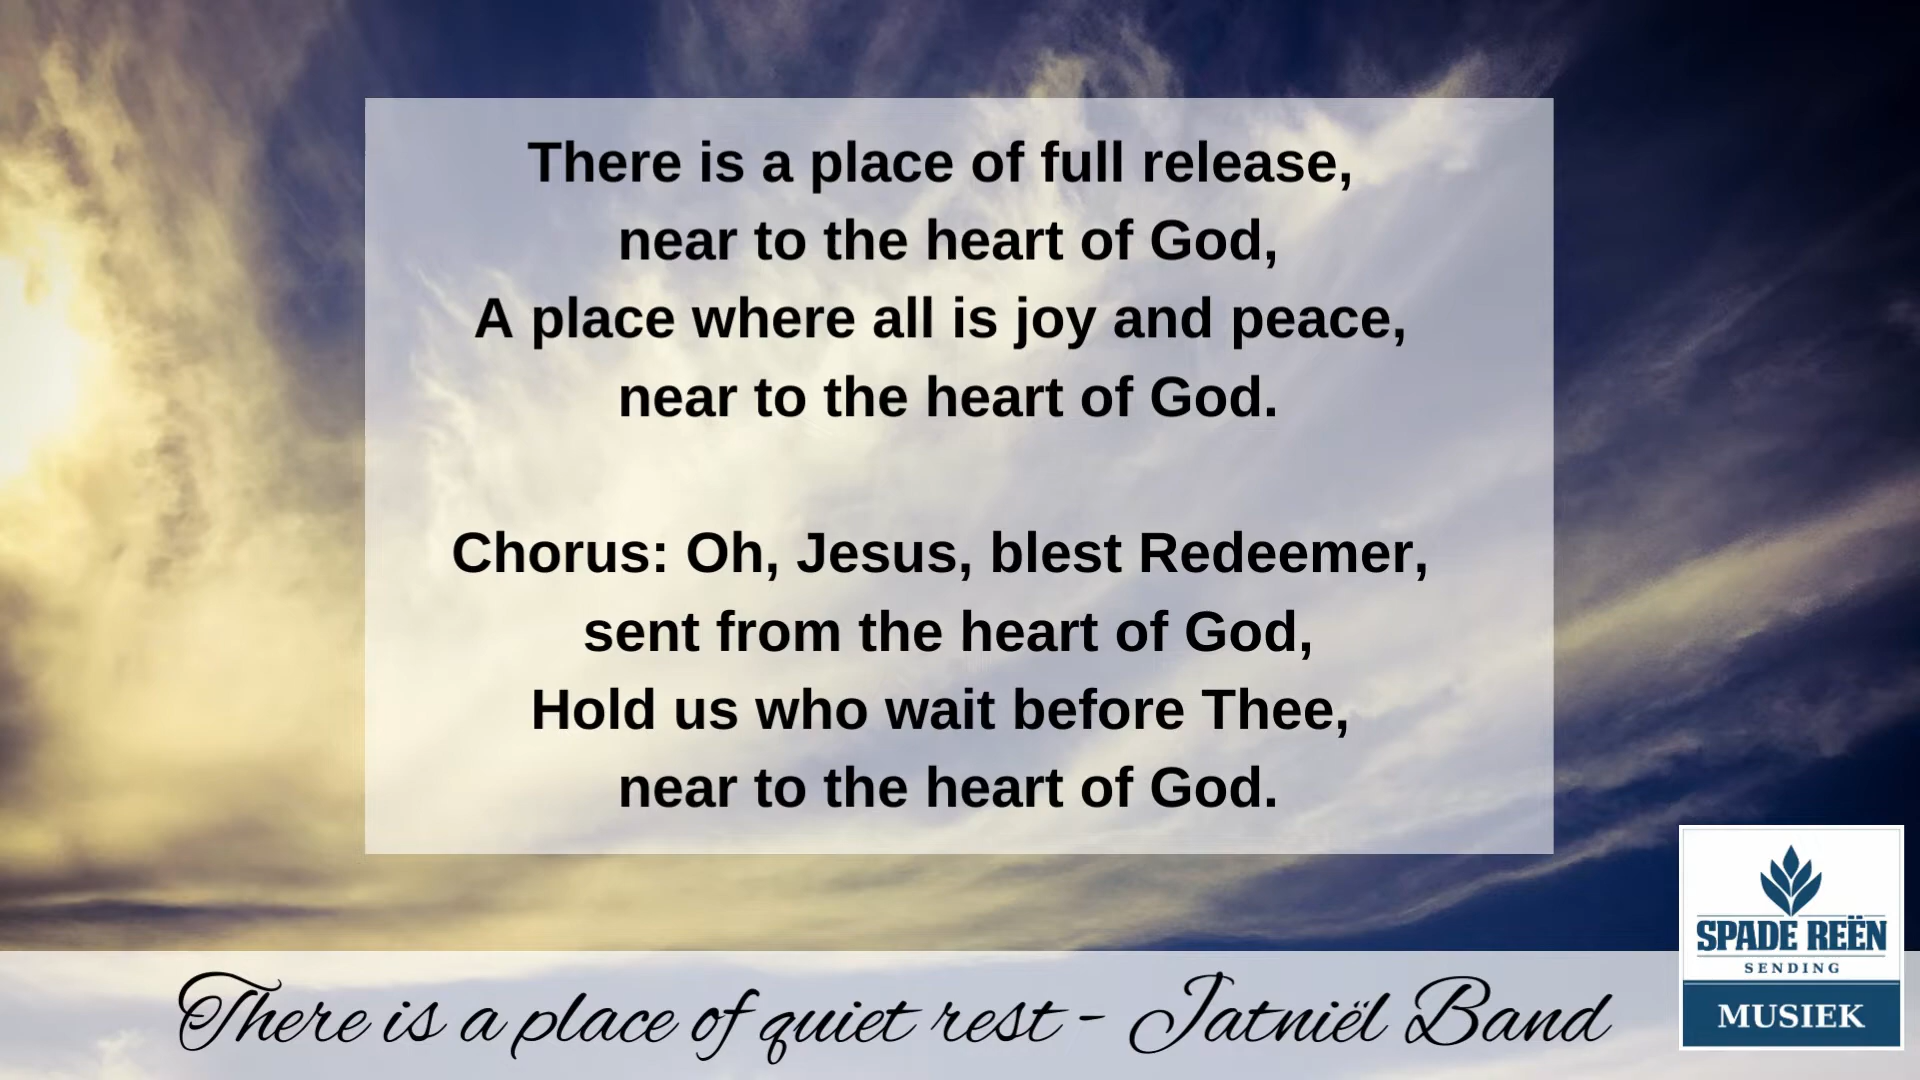 There is a place of full release,
near to the heart of God,
A place where all is joy and peace,
near to the heart of God.
Chorus: Oh, Jesus, blest Redeemer,
sent from the heart of God,
Hold us who wait before Thee,
near to the heart of God.
There is a place of quiet rest - Jatniël Band
SPADE REËN
SENDING
MUSIEK